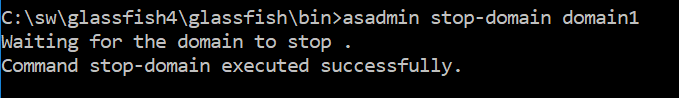 C:\sw\glassfish4\glassfish\bin>asadmin stop-domain domain1
Waiting for the domain to stop .
Command stop-domain executed successfully.